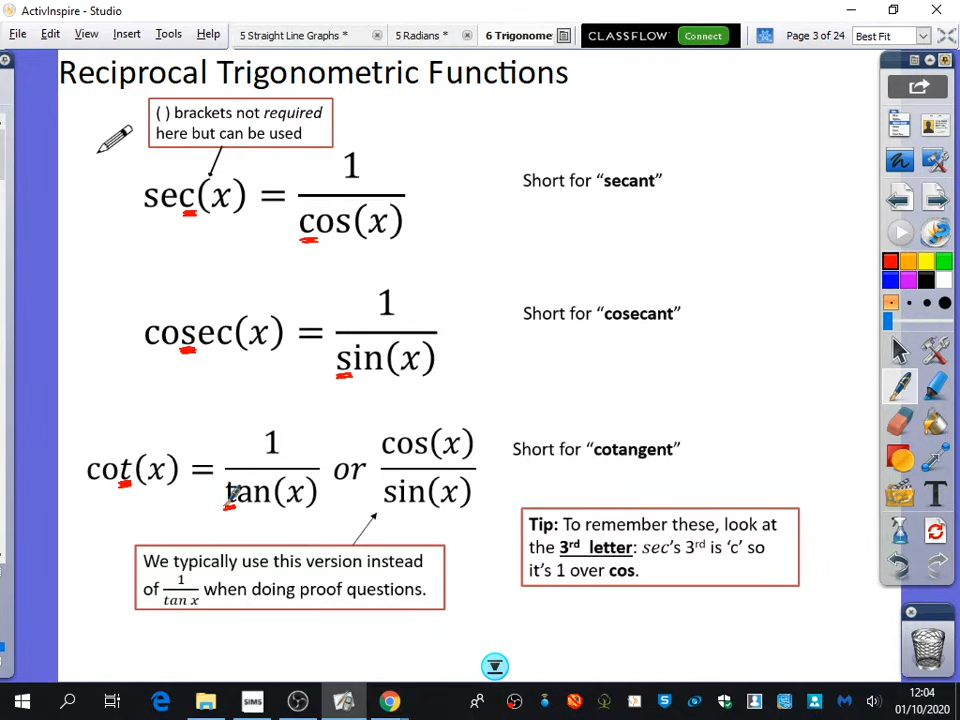 ActivInspire - Studio
File Edit View Insert Tools Help
5 Straight Line Graphs *
5 Radians *
6 Trigonome
CLASSFLOW Connect
Page 3 of 24
Best Fit
Reciprocal Trigonometric Functions
( ) brackets not required
here but can be used
sec(x) = 1/cos(x)
Short for “secant”
cosec(x) = 1/sin(x)
Short for “cosecant”
cot(x) = 1/tan(x) or cos(x)/sin(x)
Short for “cotangent”
We typically use this version instead
of 1/tan x when doing proof questions.
Tip: To remember these, look at
the 3rd letter: sec’s 3rd is ‘c’ so
it’s 1 over cos.
SIMS
12:04
01/10/2020